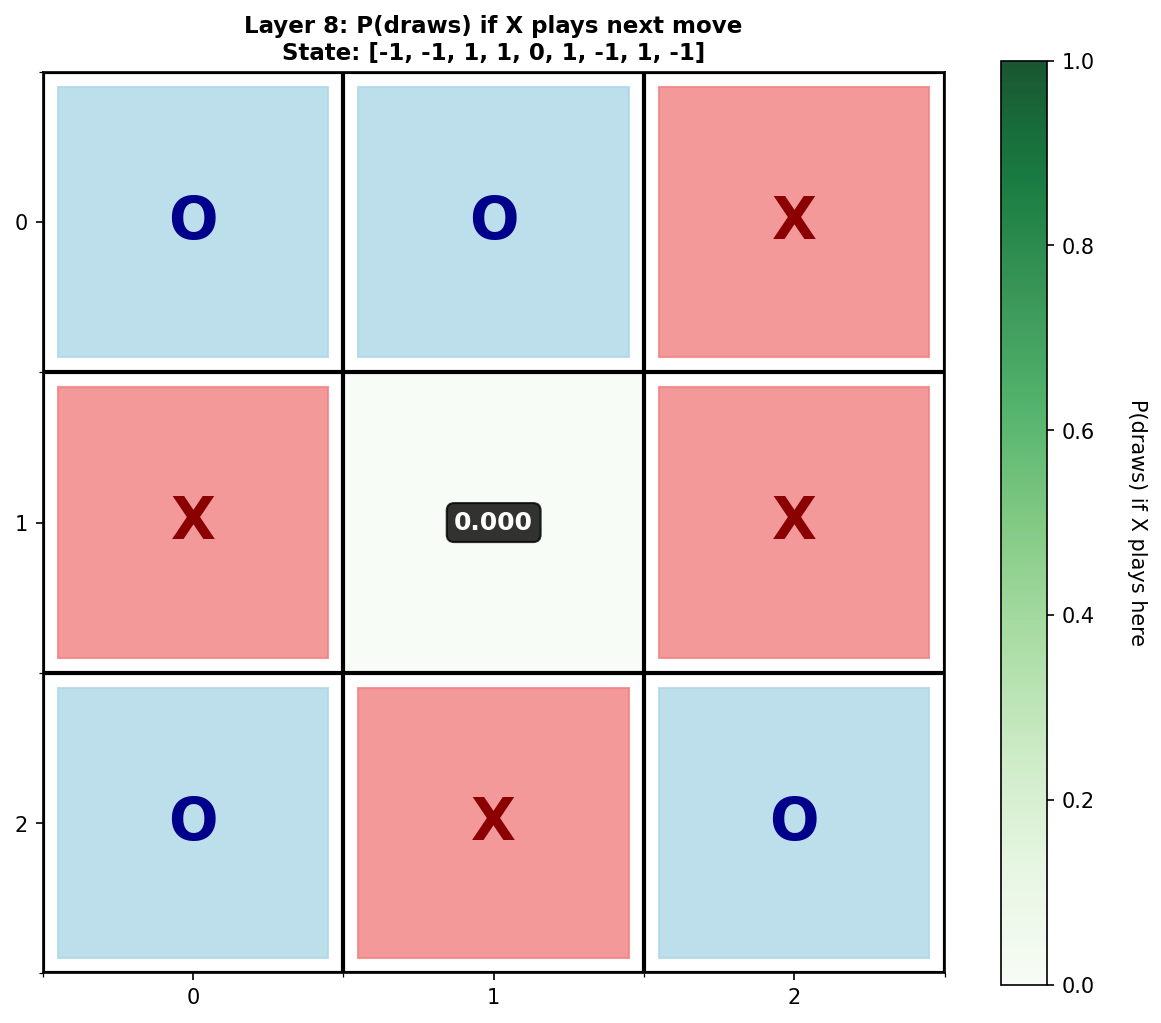 Layer 8: P(draws) if X plays next move
State: [-1, -1, 1, 1, 0, 1, -1, 1, -1]
O O X
X 0.000 X
O X O
0
1
2
0 1 2
1.0
0.8
0.6
0.4
0.2
0.0
P(draws) if X plays here